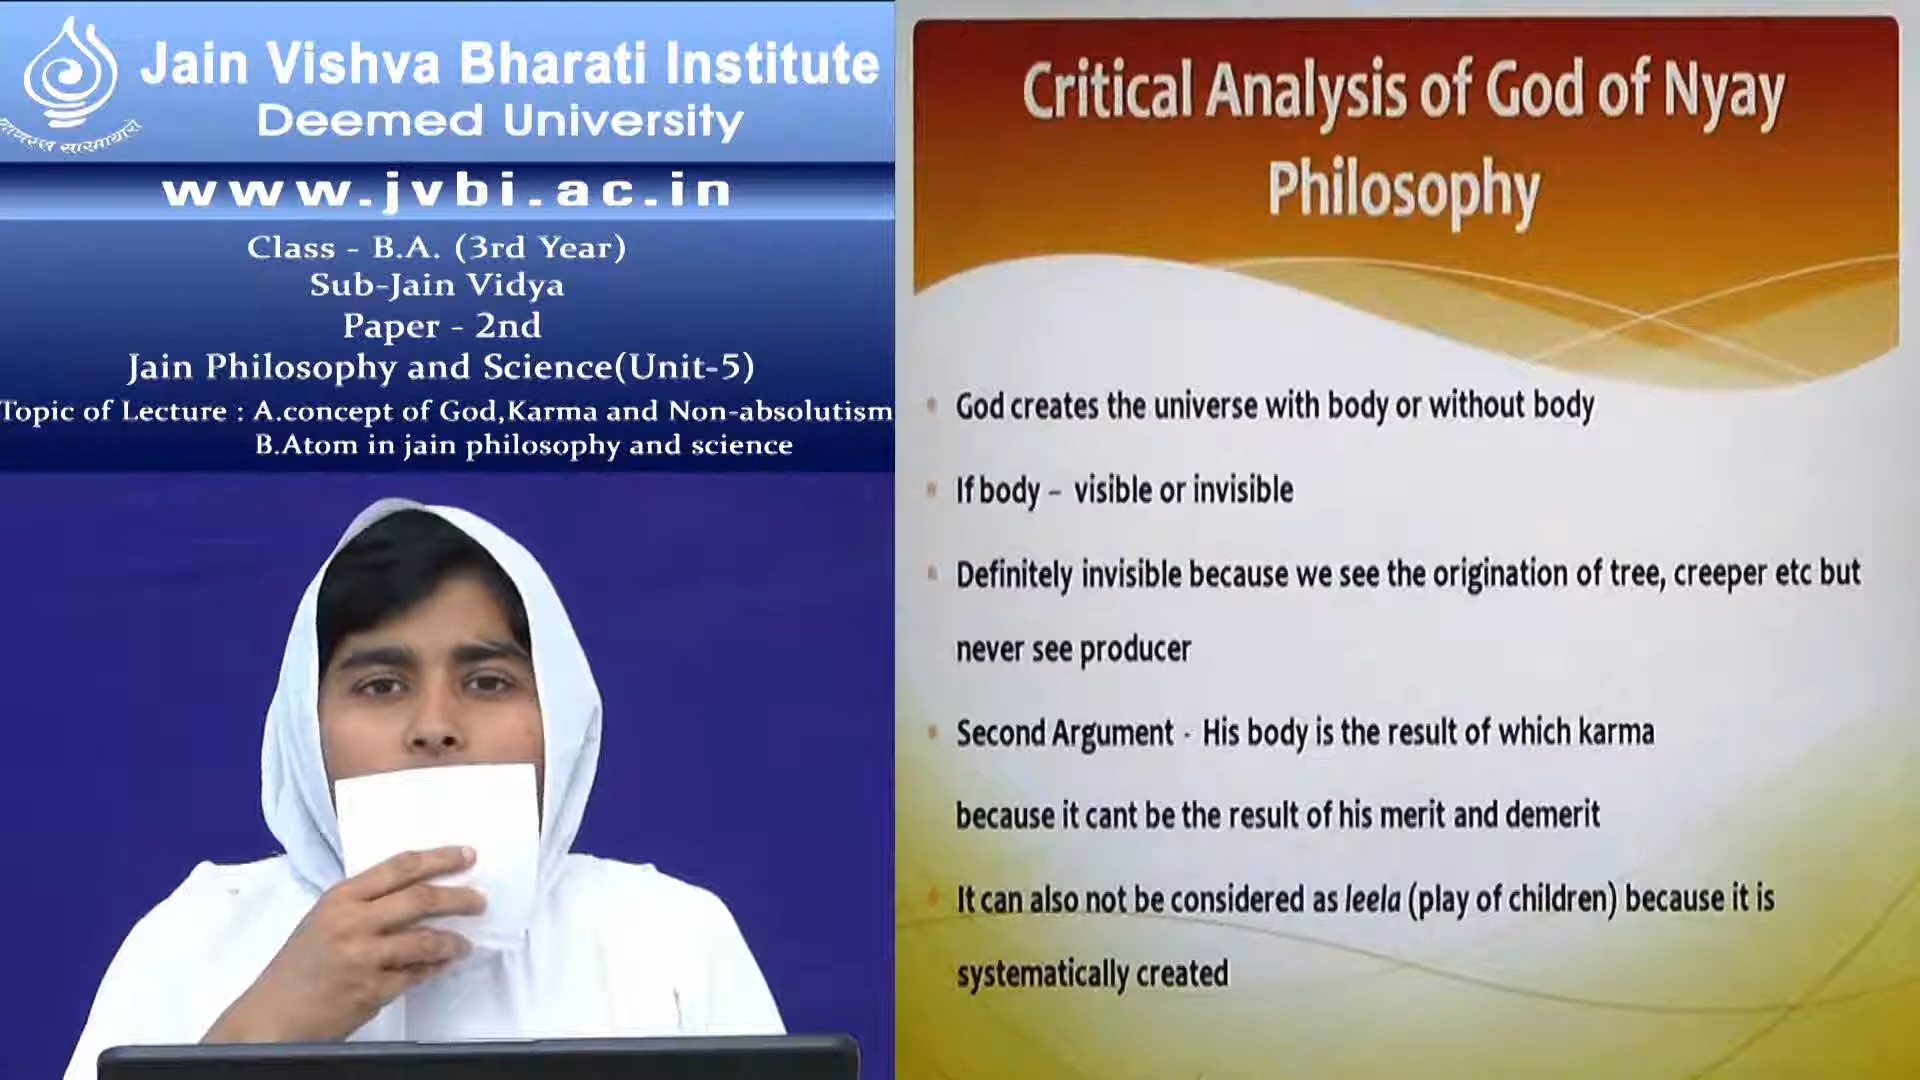 Jain Vishva Bharati Institute
Deemed University
www.jvbi.ac.in
Class - B.A. (3rd Year)
Sub-Jain Vidya
Paper - 2nd
Jain Philosophy and Science(Unit-5)
Topic of Lecture : A.concept of God,Karma and Non-absolutism
B.Atom in jain philosophy and science
Critical Analysis of God of Nyay
Philosophy
• God creates the universe with body or without body
• If body – visible or invisible
• Definitely invisible because we see the origination of tree, creeper etc but
never see producer
• Second Argument - His body is the result of which karma
because it cant be the result of his merit and demerit
• It can also not be considered as leela (play of children) because it is
systematically created